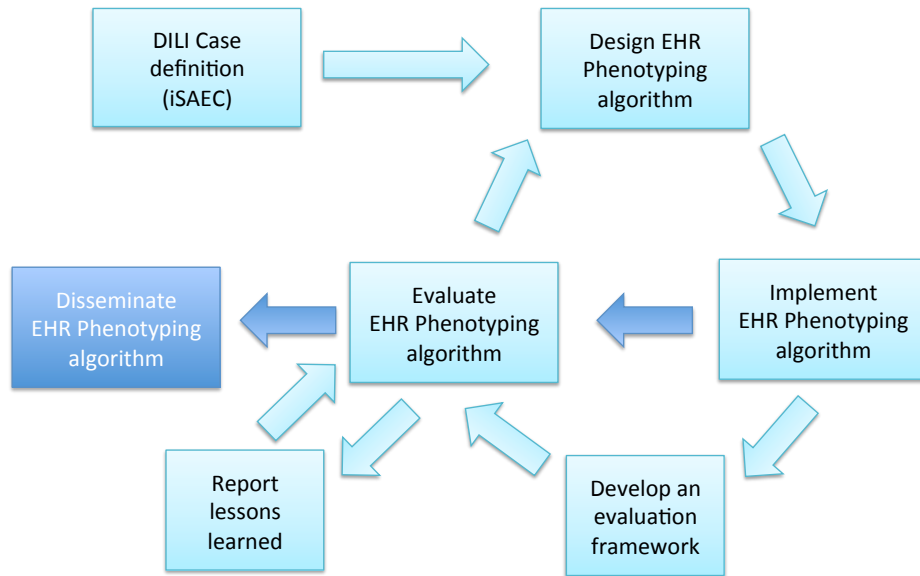 DILI Case
definition
(iSAEC)
Design EHR
Phenotyping
algorithm
Disseminate
EHR Phenotyping
algorithm
Evaluate
EHR Phenotyping
algorithm
Implement
EHR Phenotyping
algorithm
Report
lessons
learned
Develop an
evaluation
framework